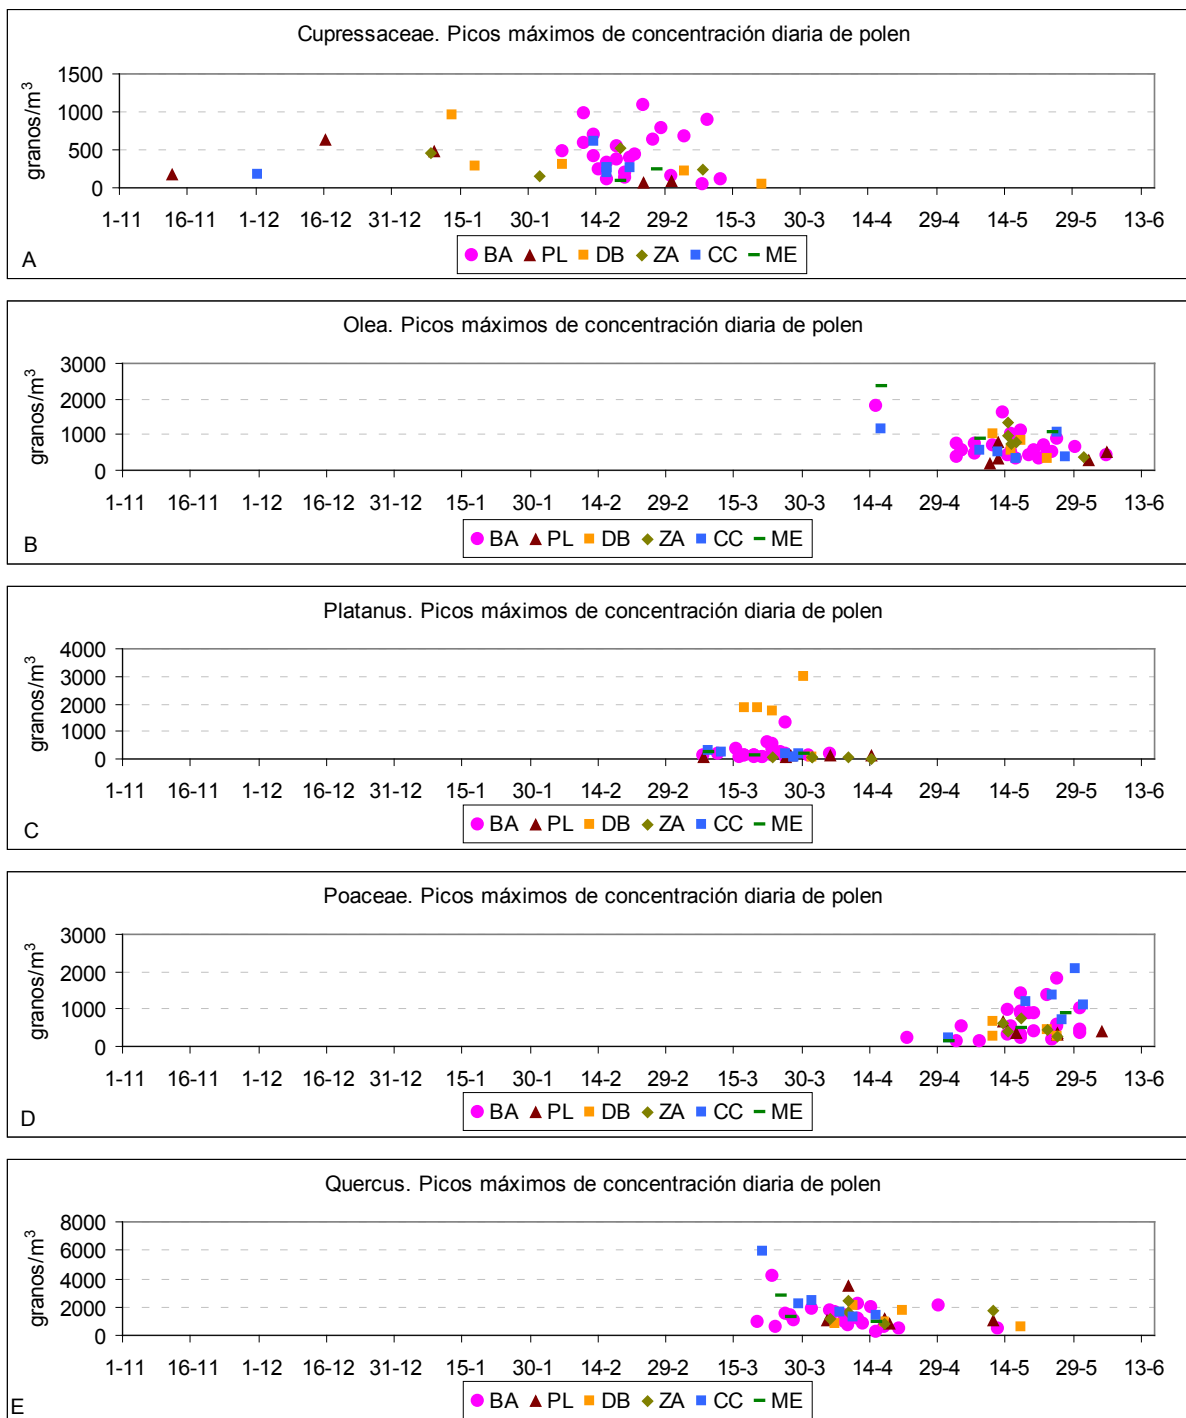 Cupressaceae. Picos máximos de concentración diaria de polen
granos/m³
1500
1000
500
0
1-11 16-11 1-12 16-12 31-12 15-1 30-1 14-2 29-2 15-3 30-3 14-4 29-4 14-5 29-5 13-6
BA PL DB ZA CC ME
A
Olea. Picos máximos de concentración diaria de polen
granos/m³
3000
2000
1000
0
1-11 16-11 1-12 16-12 31-12 15-1 30-1 14-2 29-2 15-3 30-3 14-4 29-4 14-5 29-5 13-6
BA PL DB ZA CC ME
B
Platanus. Picos máximos de concentración diaria de polen
granos/m³
4000
3000
2000
1000
0
1-11 16-11 1-12 16-12 31-12 15-1 30-1 14-2 29-2 15-3 30-3 14-4 29-4 14-5 29-5 13-6
BA PL DB ZA CC ME
C
Poaceae. Picos máximos de concentración diaria de polen
granos/m³
3000
2000
1000
0
1-11 16-11 1-12 16-12 31-12 15-1 30-1 14-2 29-2 15-3 30-3 14-4 29-4 14-5 29-5 13-6
BA PL DB ZA CC ME
D
Quercus. Picos máximos de concentración diaria de polen
granos/m³
8000
6000
4000
2000
0
1-11 16-11 1-12 16-12 31-12 15-1 30-1 14-2 29-2 15-3 30-3 14-4 29-4 14-5 29-5 13-6
BA PL DB ZA CC ME
E